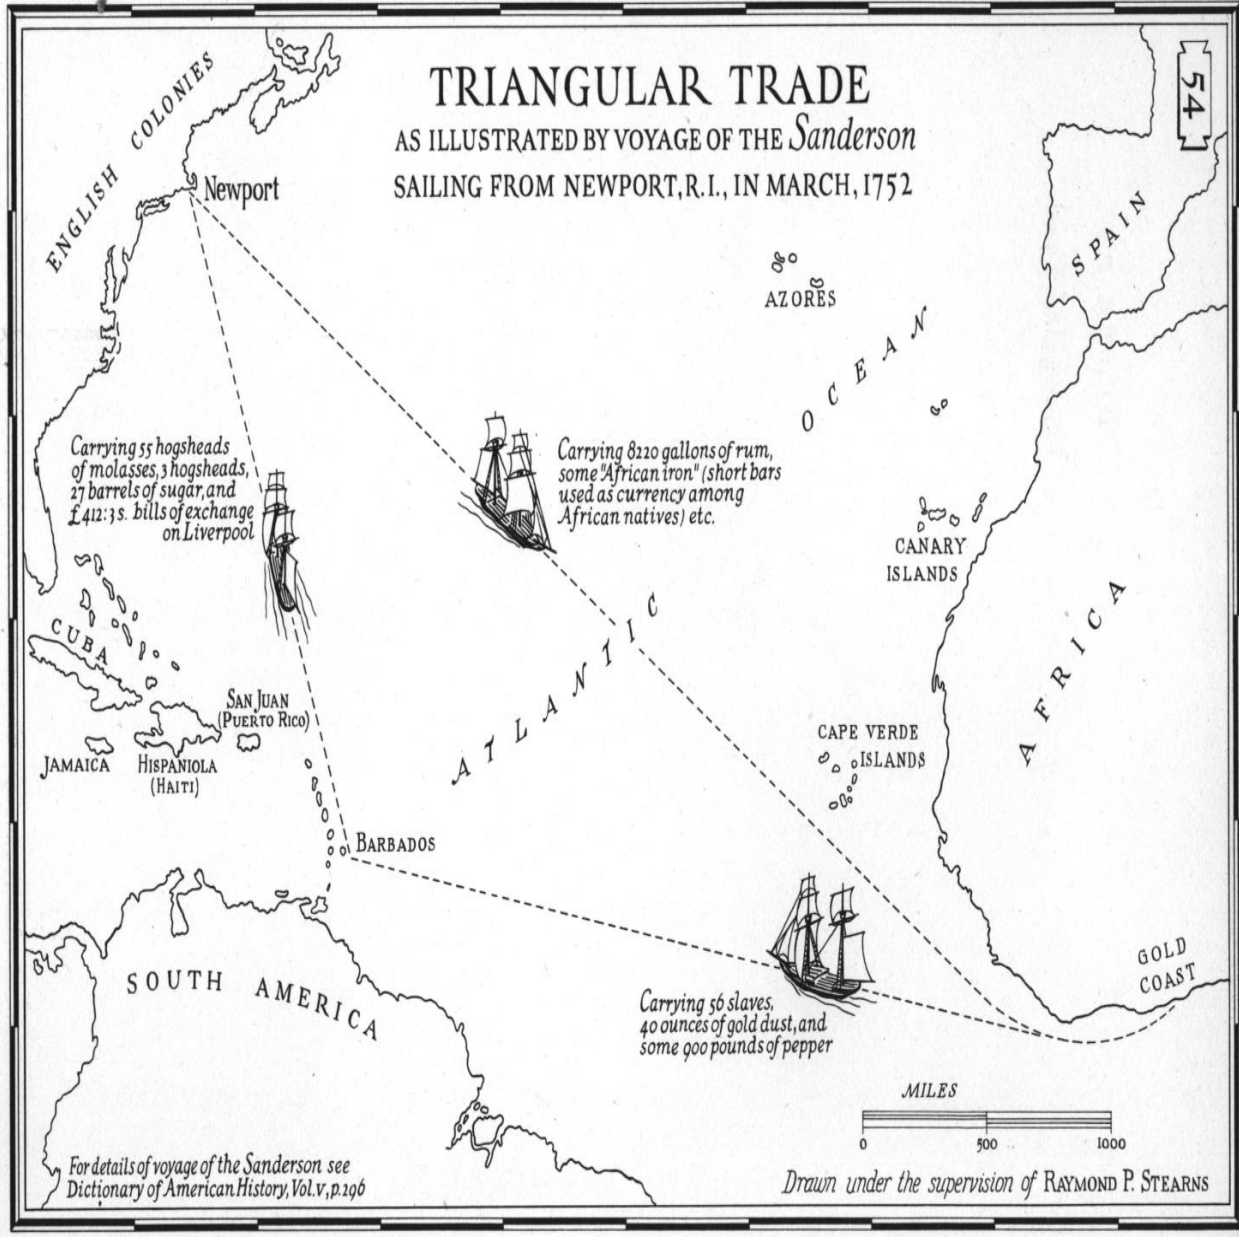 TRIANGULAR TRADE
AS ILLUSTRATED BY VOYAGE OF THE Sanderson
SAILING FROM NEWPORT, R.I., IN MARCH, 1752
54
ENGLISH COLONIES
Newport
SPAIN
AZORES
ATLANTIC OCEAN
Carrying 55 hogsheads
of molasses, 3 hogsheads,
27 barrels of sugar, and
£412:3 s. bills of exchange
on Liverpool
Carrying 8220 gallons of rum,
some "African iron" (short bars
used as currency among
African natives) etc.
CANARY
ISLANDS
AFRICA
CUBA
SAN JUAN
(PUERTO RICO)
JAMAICA
HISPANIOLA
(HAITI)
CAPE VERDE
ISLANDS
BARBADOS
GOLD
COAST
SOUTH AMERICA
Carrying 56 slaves,
40 ounces of gold dust, and
some 900 pounds of pepper
MILES
0 500 1000
For details of voyage of the Sanderson see
Dictionary of American History, Vol. V, p. 296
Drawn under the supervision of RAYMOND P. STEARNS